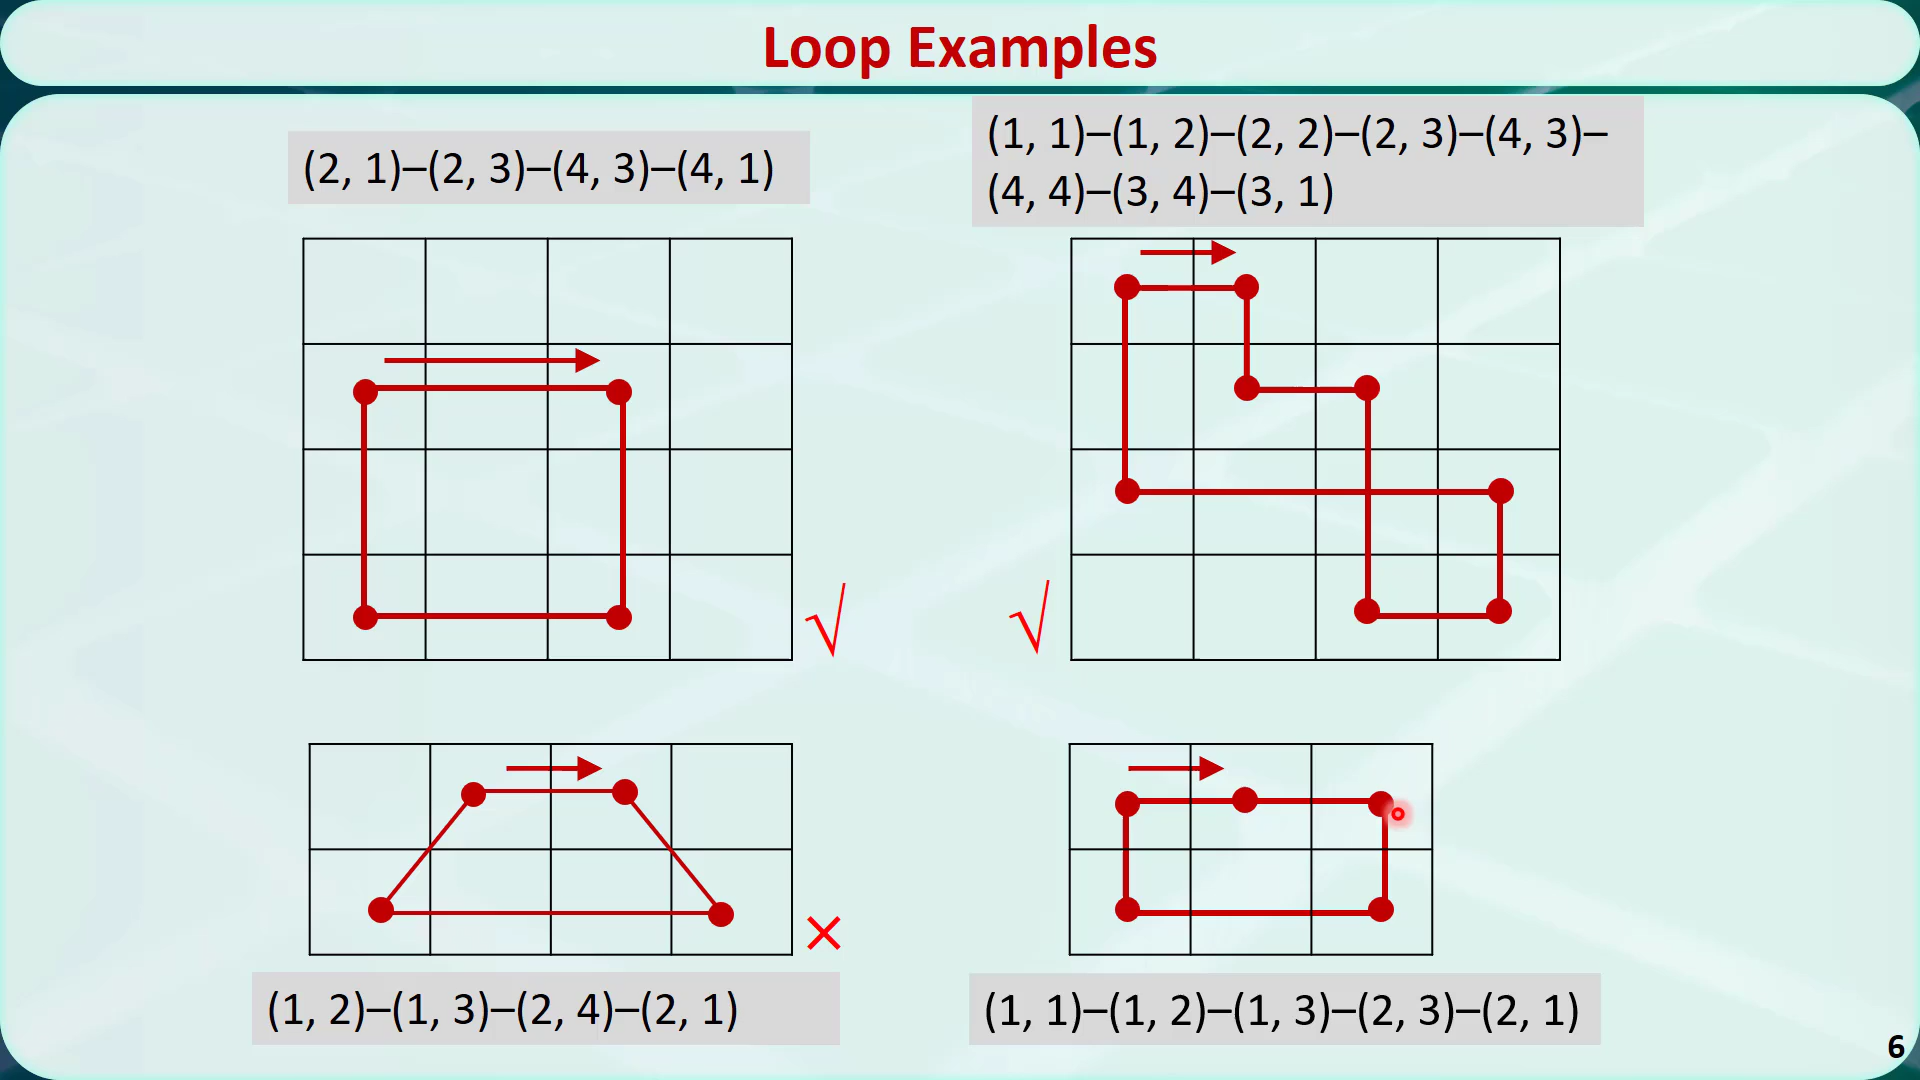 Loop Examples
(2, 1)–(2, 3)–(4, 3)–(4, 1)
(1, 1)–(1, 2)–(2, 2)–(2, 3)–(4, 3)–
(4, 4)–(3, 4)–(3, 1)
√
√
×
(1, 2)–(1, 3)–(2, 4)–(2, 1)
(1, 1)–(1, 2)–(1, 3)–(2, 3)–(2, 1)
6